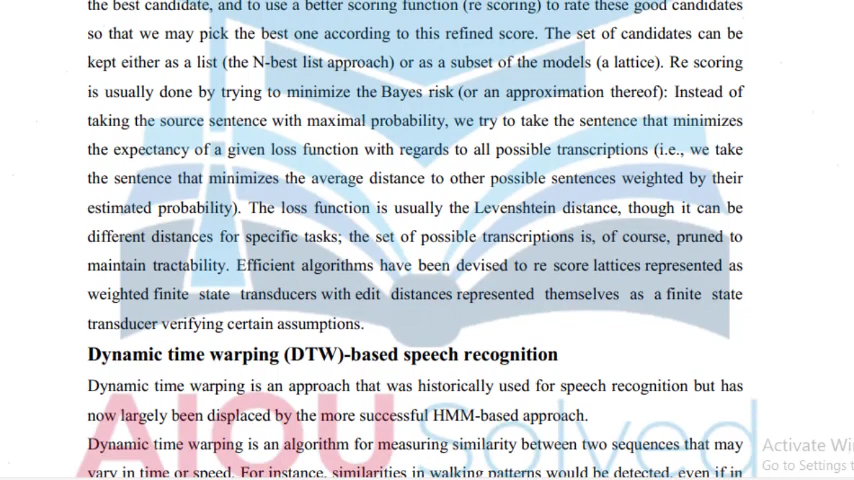 the best candidate, and to use a better scoring function (re scoring) to rate these good candidates
so that we may pick the best one according to this refined score. The set of candidates can be
kept either as a list (the N-best list approach) or as a subset of the models (a lattice). Re scoring
is usually done by trying to minimize the Bayes risk (or an approximation thereof): Instead of
taking the source sentence with maximal probability, we try to take the sentence that minimizes
the expectancy of a given loss function with regards to all possible transcriptions (i.e., we take
the sentence that minimizes the average distance to other possible sentences weighted by their
estimated probability). The loss function is usually the Levenshtein distance, though it can be
different distances for specific tasks; the set of possible transcriptions is, of course, pruned to
maintain tractability. Efficient algorithms have been devised to re score lattices represented as
weighted finite state transducers with edit distances represented themselves as a finite state
transducer verifying certain assumptions.
Dynamic time warping (DTW)-based speech recognition
Dynamic time warping is an approach that was historically used for speech recognition but has
now largely been displaced by the more successful HMM-based approach.
Dynamic time warping is an algorithm for measuring similarity between two sequences that may
vary in time or speed. For instance, similarities in walking patterns would be detected, even if in
AIOU Solved
Activate Wi
Go to Settings t